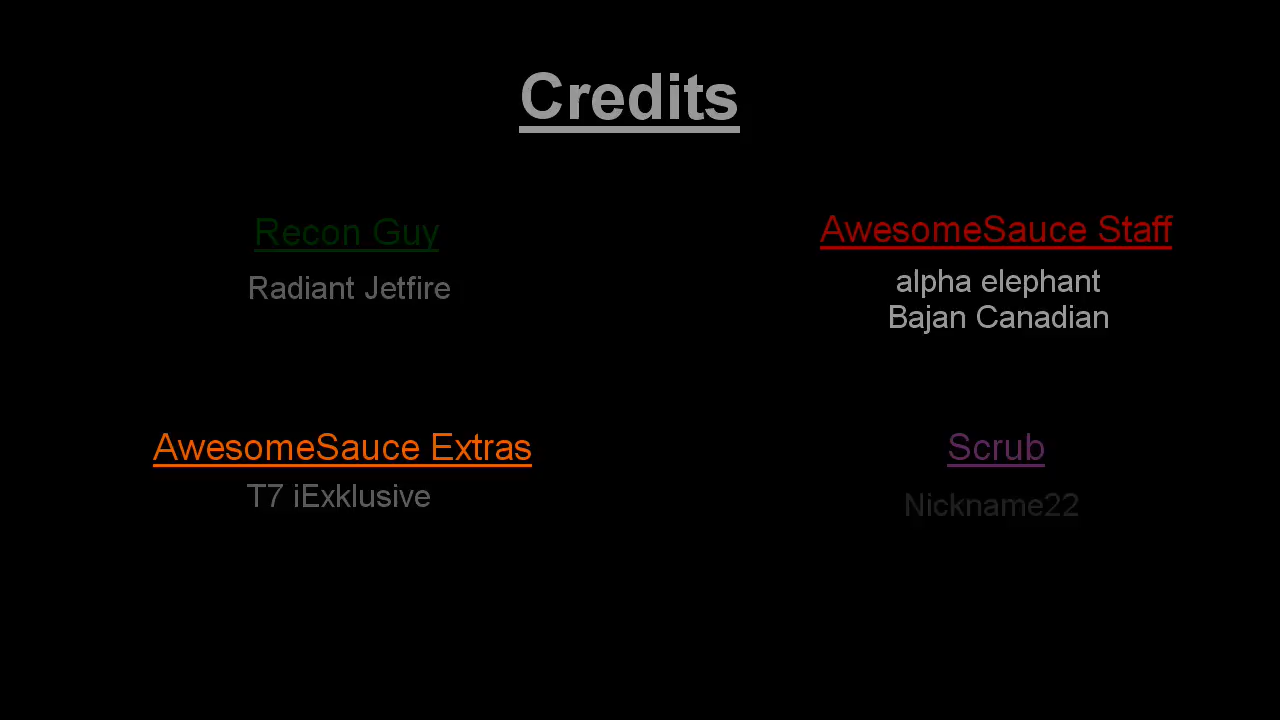 Credits
Recon Guy
Radiant Jetfire
AwesomeSauce Staff
alpha elephant
Bajan Canadian
AwesomeSauce Extras
T7 iExklusive
Scrub
Nickname22